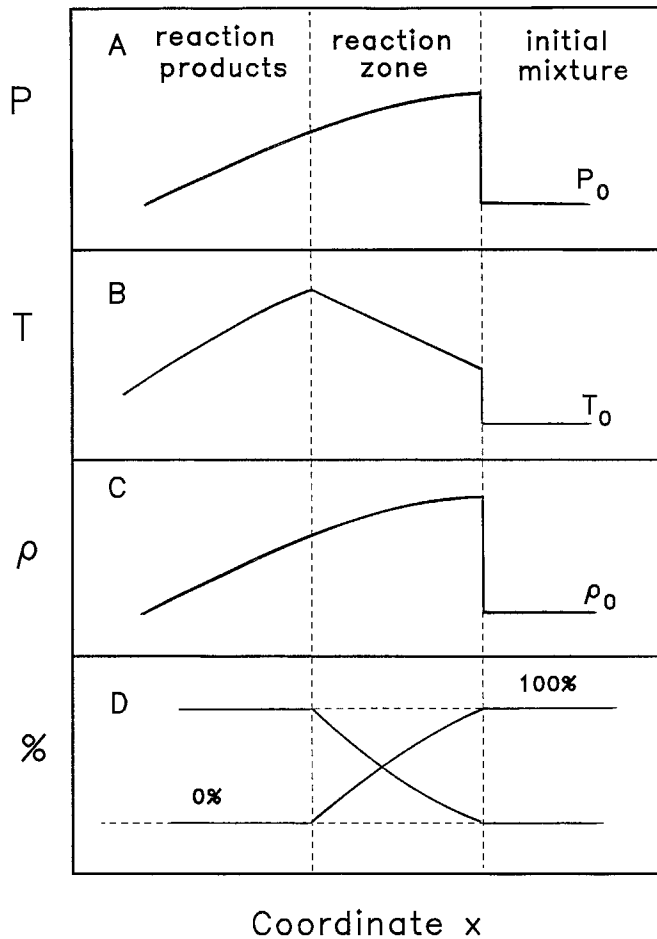 A
reaction
products
reaction
zone
initial
mixture
P
P0
B
T
T0
C
ρ
ρ0
D
100%
%
0%
Coordinate x